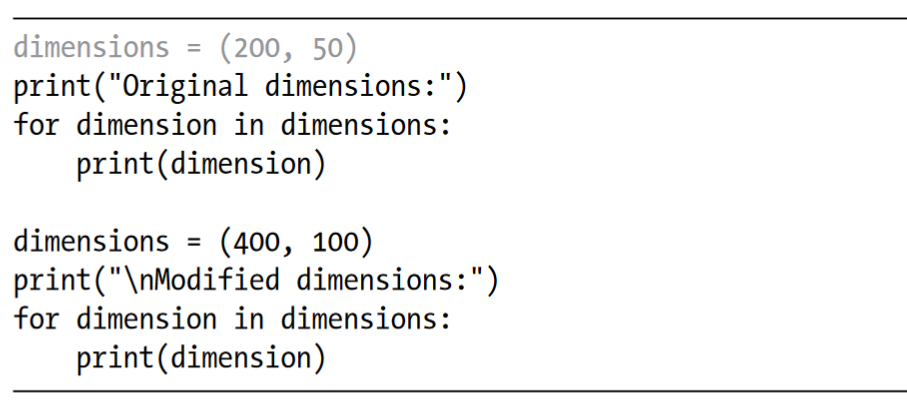 dimensions = (200, 50)
print("Original dimensions:")
for dimension in dimensions:
    print(dimension)

dimensions = (400, 100)
print("\nModified dimensions:")
for dimension in dimensions:
    print(dimension)